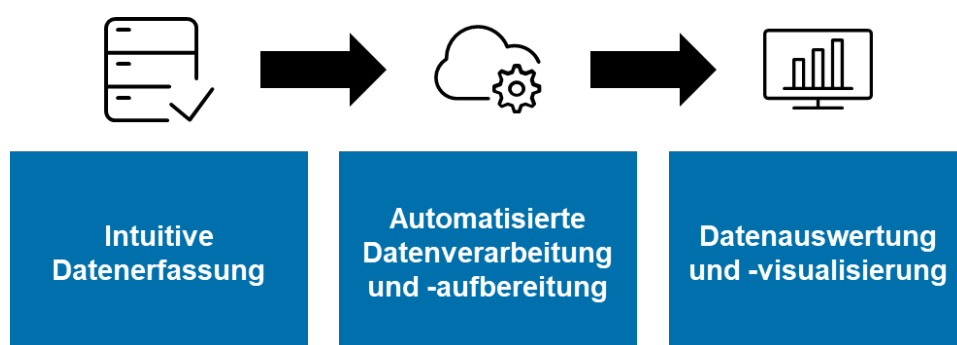 Intuitive
Datenerfassung
Automatisierte
Datenverarbeitung
und -aufbereitung
Datenauswertung
und -visualisierung